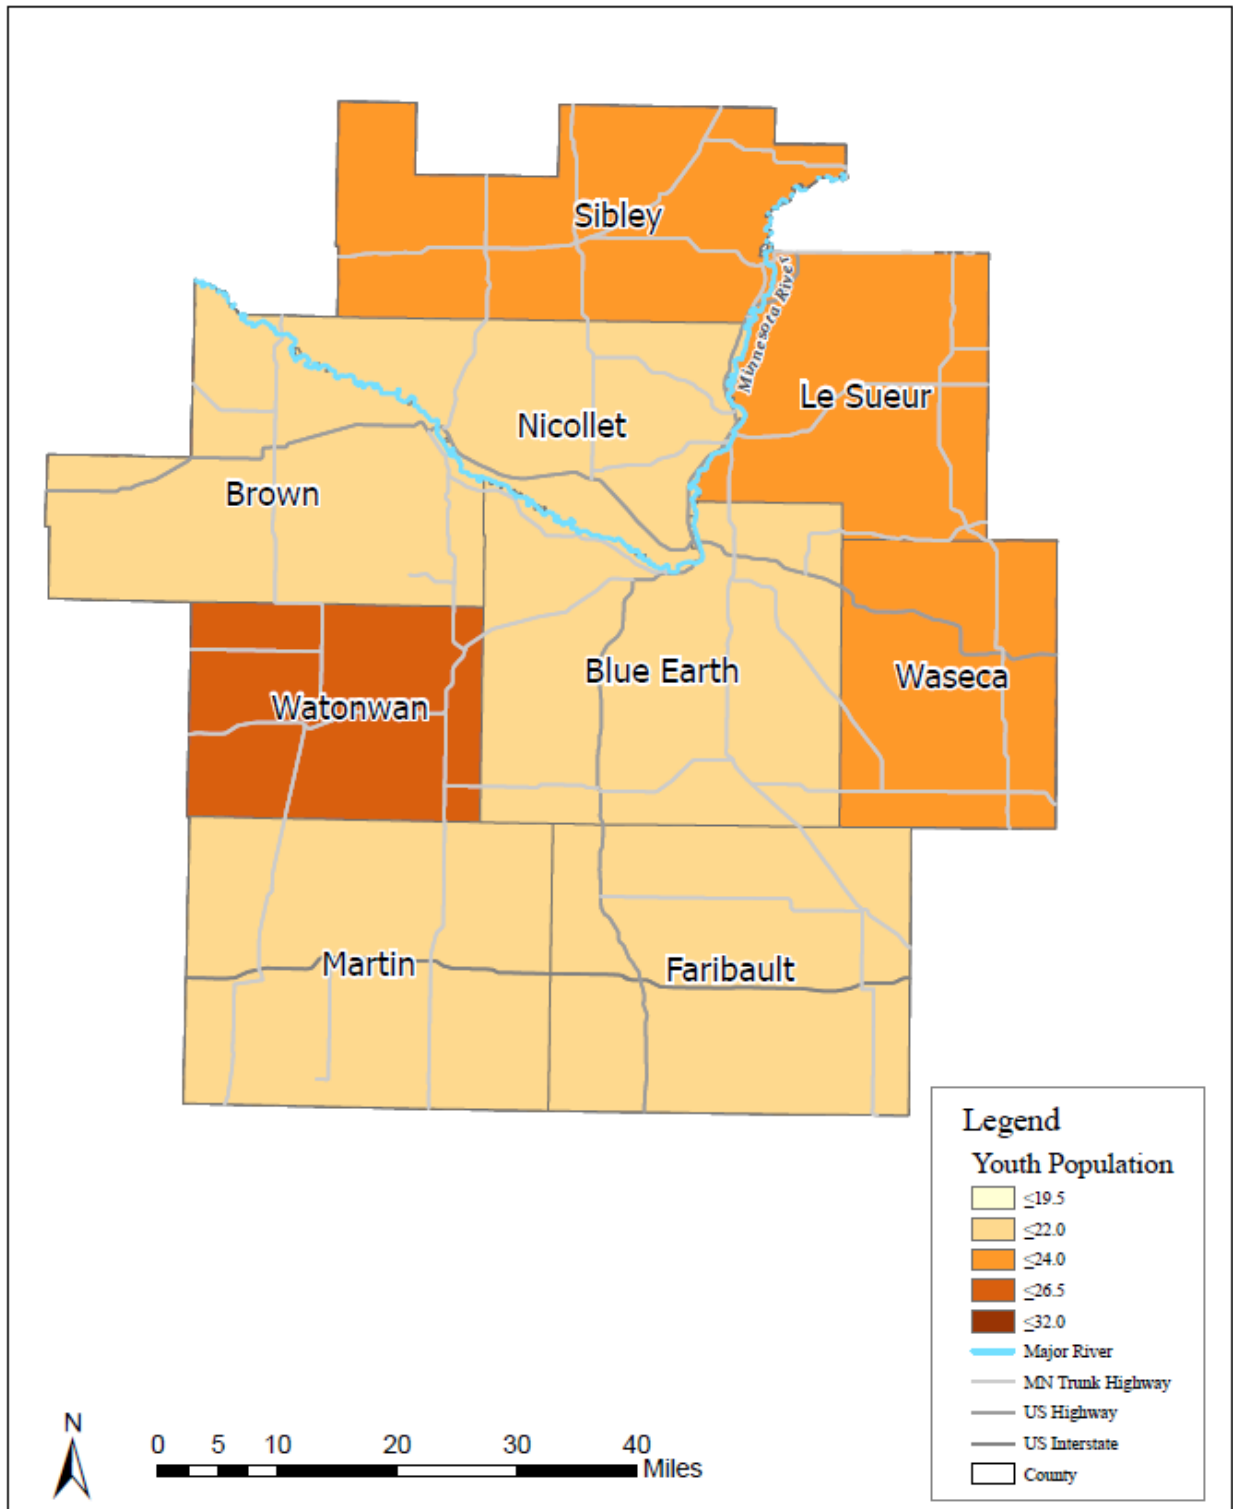 Sibley
Minnesota River
Le Sueur
Nicollet
Brown
Blue Earth
Waseca
Watonwan
Martin
Faribault
Legend
Youth Population
≤19.5
≤22.0
≤24.0
≤26.5
≤32.0
Major River
MN Trunk Highway
US Highway
US Interstate
County
N
0 5 10 20 30 40
Miles